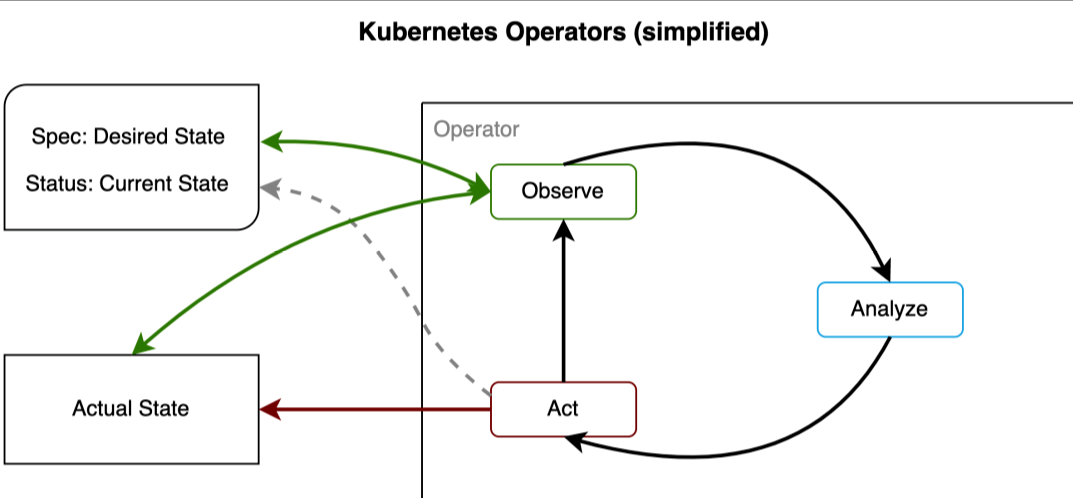 Kubernetes Operators (simplified)
Spec: Desired State
Status: Current State
Operator
Observe
Analyze
Actual State
Act